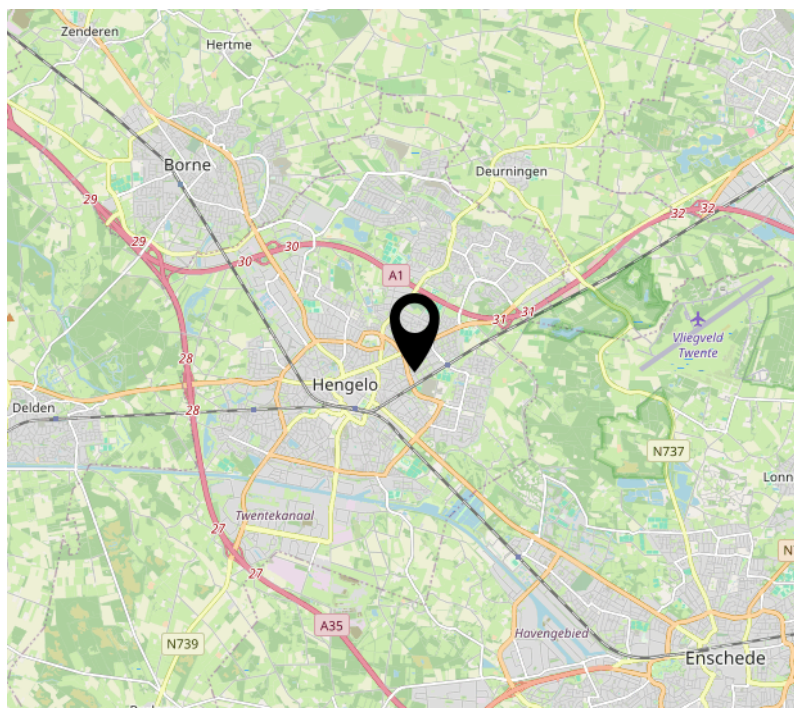 Zenderen
Hertme
Borne
Deurningen
29
32
32
29
30
30
A1
31
31
Vliegveld
Twente
28
Hengelo
Delden
28
N737
Lonn
Twentekanaal
27
N
27
A35
Havengebied
N739
Enschede